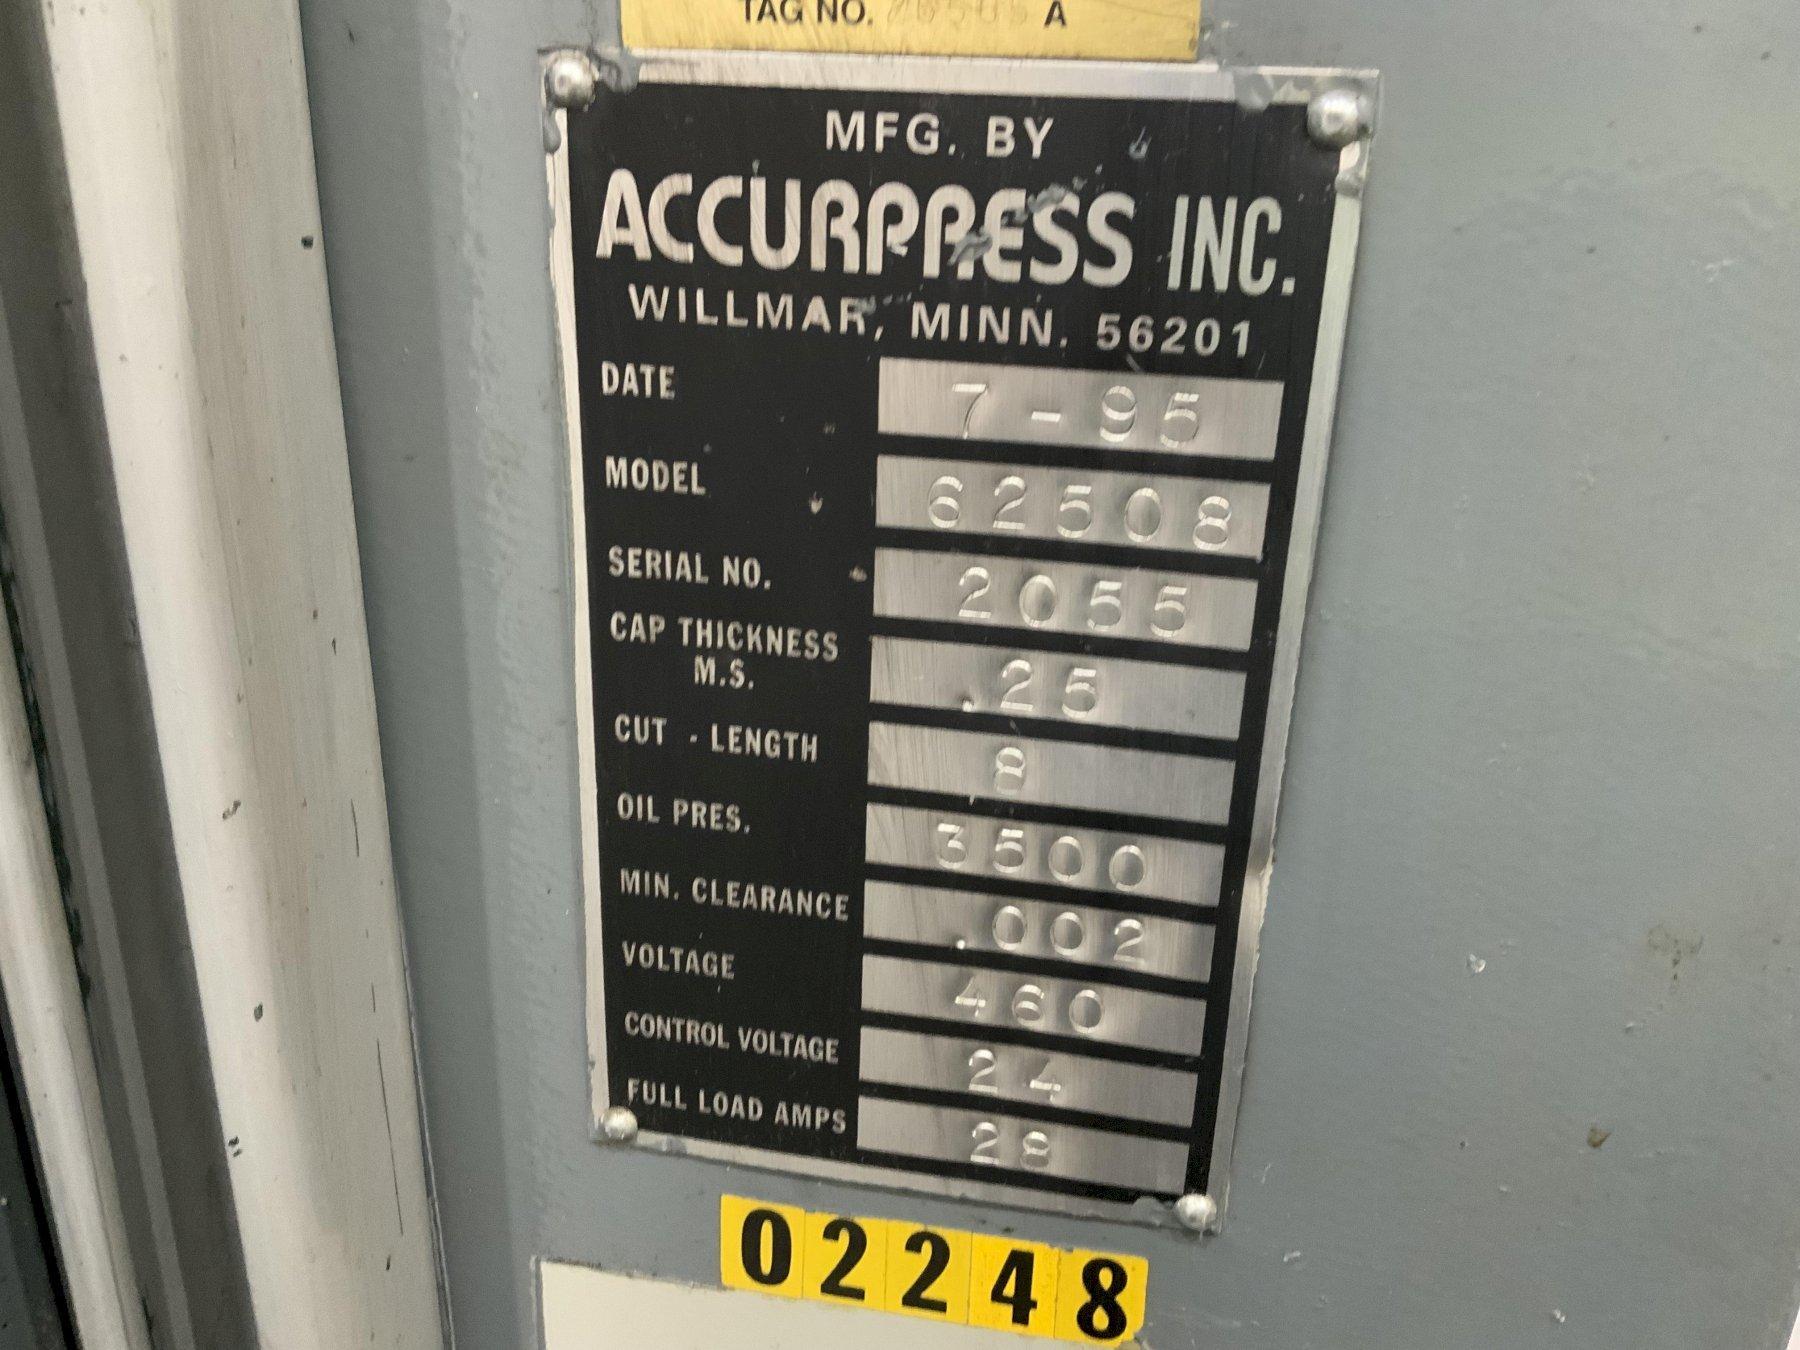 TAG NO. A
MFG. BY
ACCURPRESS INC.
WILLMAR, MINN. 56201
DATE 7-95
MODEL 62508
SERIAL NO. 2055
CAP THICKNESS
M.S. .25
CUT - LENGTH 8
OIL PRES. 3500
MIN. CLEARANCE .002
VOLTAGE 460
CONTROL VOLTAGE 24
FULL LOAD AMPS 28
02248